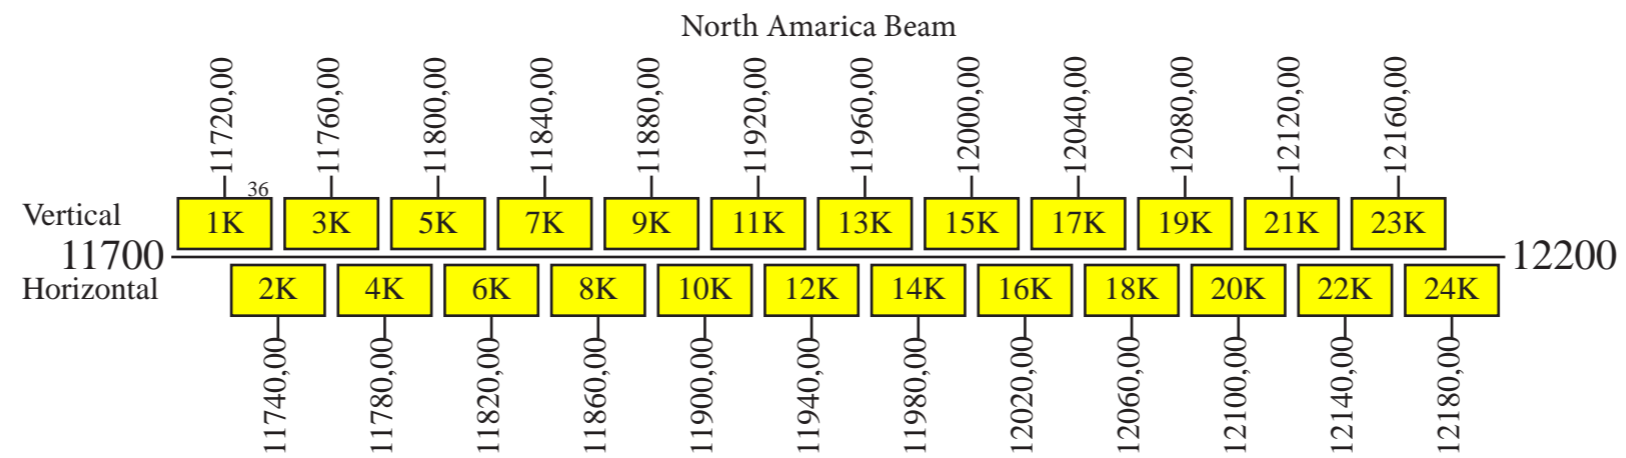 North Amarica Beam
11720,00 11760,00 11800,00 11840,00 11880,00 11920,00 11960,00 12000,00 12040,00 12080,00 12120,00 12160,00
36
Vertical 1K 3K 5K 7K 9K 11K 13K 15K 17K 19K 21K 23K
11700 12200
Horizontal 2K 4K 6K 8K 10K 12K 14K 16K 18K 20K 22K 24K
11740,00 11780,00 11820,00 11860,00 11900,00 11940,00 11980,00 12020,00 12060,00 12100,00 12140,00 12180,00